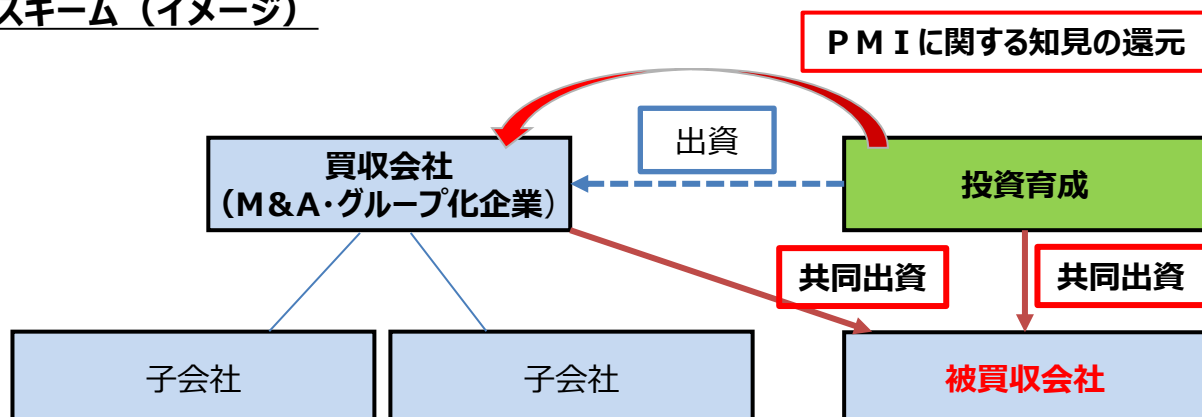 スキーム（イメージ）
ＰＭＩに関する知見の還元
出資
買収会社
（M&A･グループ化企業）
投資育成
共同出資
共同出資
子会社
子会社
被買収会社